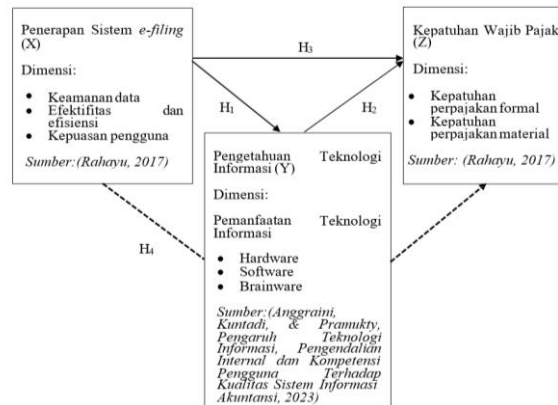 Penerapan Sistem e-filing
(X)
Dimensi:
• Keamanan data
• Efektifitas dan
efisiensi
• Kepuasan pengguna
Sumber:(Rahayu, 2017)
H3
H1
H2
H4
Kepatuhan Wajib Pajak
(Z)
Dimensi:
• Kepatuhan
perpajakan formal
• Kepatuhan
perpajakan material
Sumber: (Rahayu, 2017)
Pengetahuan Teknologi
Informasi (Y)
Dimensi:
Pemanfaatan Teknologi
Informasi
• Hardware
• Software
• Brainware
Sumber:(Anggraini,
Kuntadi, & Pramukty,
Pengaruh Teknologi
Informasi, Pengendalian
Internal dan Kompetensi
Pengguna Terhadap
Kualitas Sistem Informasi
Akuntansi, 2023)